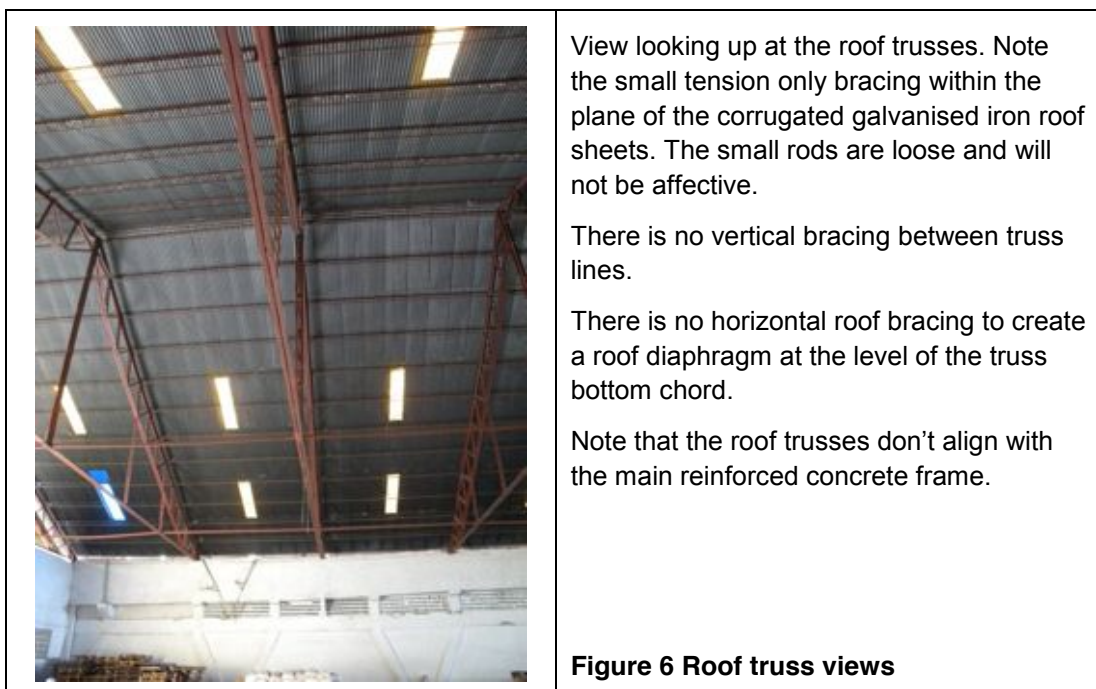 View looking up at the roof trusses. Note
the small tension only bracing within the
plane of the corrugated galvanised iron roof
sheets. The small rods are loose and will
not be affective.
There is no vertical bracing between truss
lines.
There is no horizontal roof bracing to create
a roof diaphragm at the level of the truss
bottom chord.
Note that the roof trusses don’t align with
the main reinforced concrete frame.
Figure 6 Roof truss views